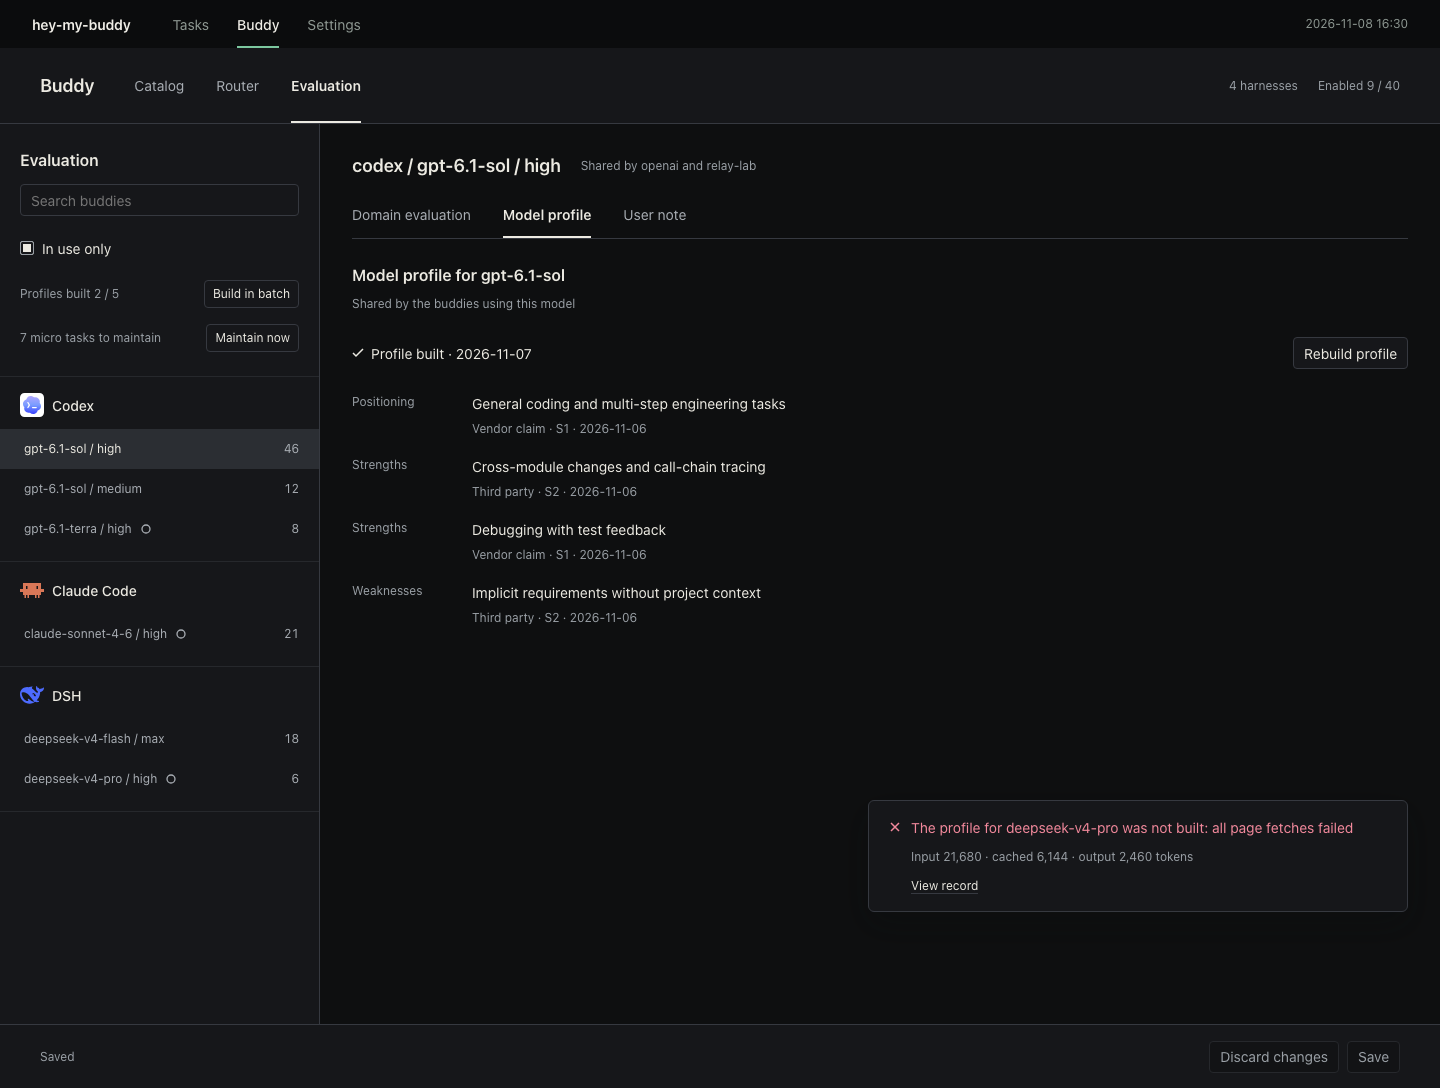 hey-my-buddy
Tasks
Buddy
Settings
2026-11-08 16:30
Buddy
Catalog
Router
Evaluation
4 harnesses
Enabled 9 / 40
Evaluation
Search buddies
In use only
Profiles built 2 / 5
Build in batch
7 micro tasks to maintain
Maintain now
Codex
gpt-6.1-sol / high
46
gpt-6.1-sol / medium
12
gpt-6.1-terra / high
8
Claude Code
claude-sonnet-4-6 / high
21
DSH
deepseek-v4-flash / max
18
deepseek-v4-pro / high
6
codex / gpt-6.1-sol / high
Shared by openai and relay-lab
Domain evaluation
Model profile
User note
Model profile for gpt-6.1-sol
Shared by the buddies using this model
Profile built · 2026-11-07
Rebuild profile
Positioning
General coding and multi-step engineering tasks
Vendor claim · S1 · 2026-11-06
Strengths
Cross-module changes and call-chain tracing
Third party · S2 · 2026-11-06
Strengths
Debugging with test feedback
Vendor claim · S1 · 2026-11-06
Weaknesses
Implicit requirements without project context
Third party · S2 · 2026-11-06
The profile for deepseek-v4-pro was not built: all page fetches failed
Input 21,680 · cached 6,144 · output 2,460 tokens
View record
Saved
Discard changes
Save